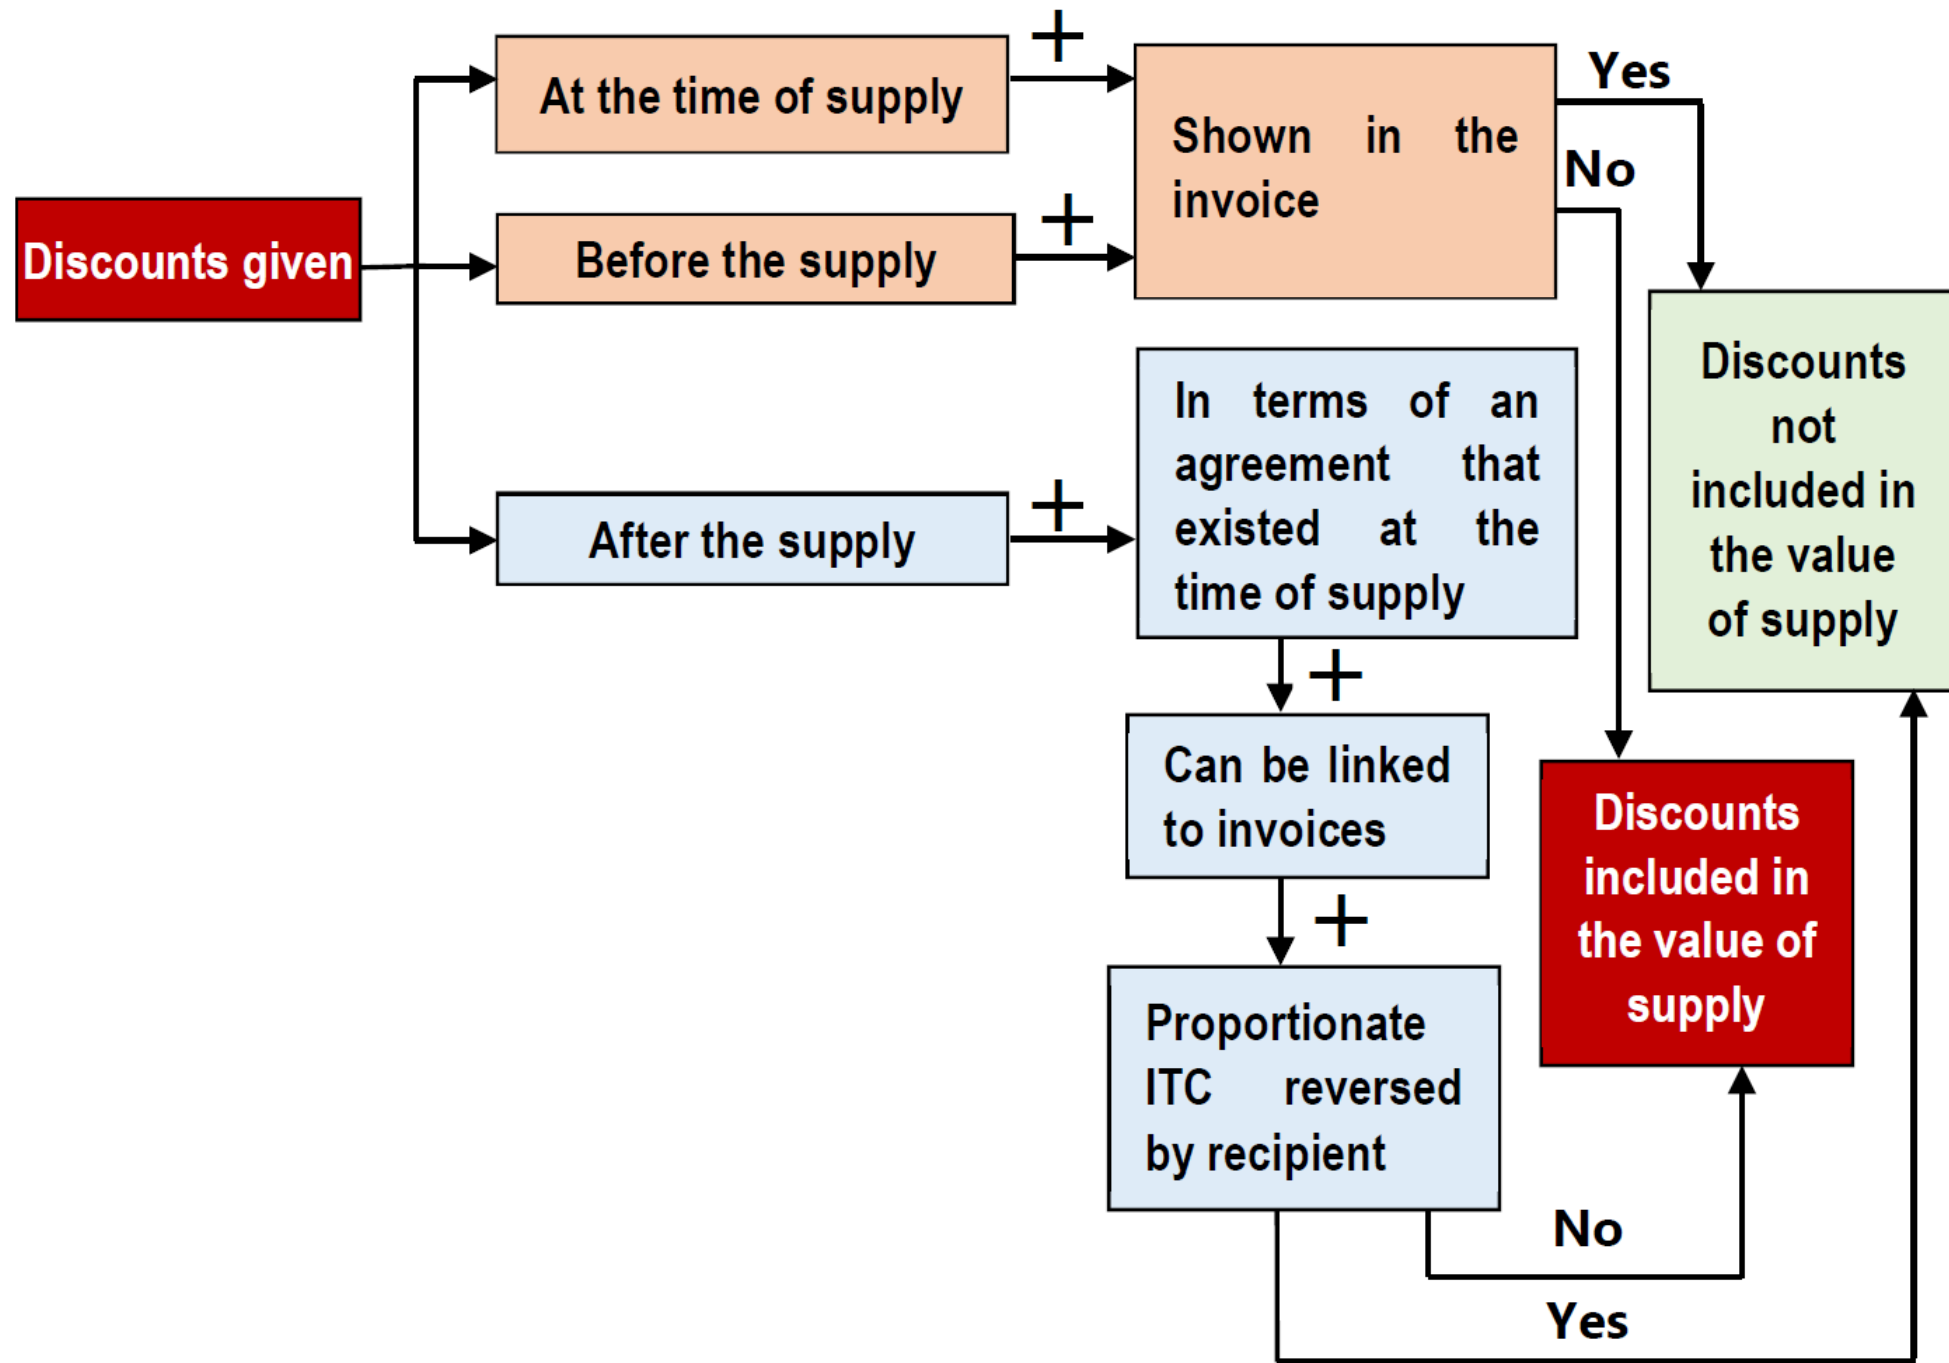 Discounts given
At the time of supply
+
Before the supply
+
Shown in the
invoice
Yes
No
After the supply
+
In terms of an
agreement that
existed at the
time of supply
+
Can be linked
to invoices
+
Proportionate
ITC reversed
by recipient
No
Yes
Discounts
not
included in
the value
of supply
Discounts
included in
the value of
supply